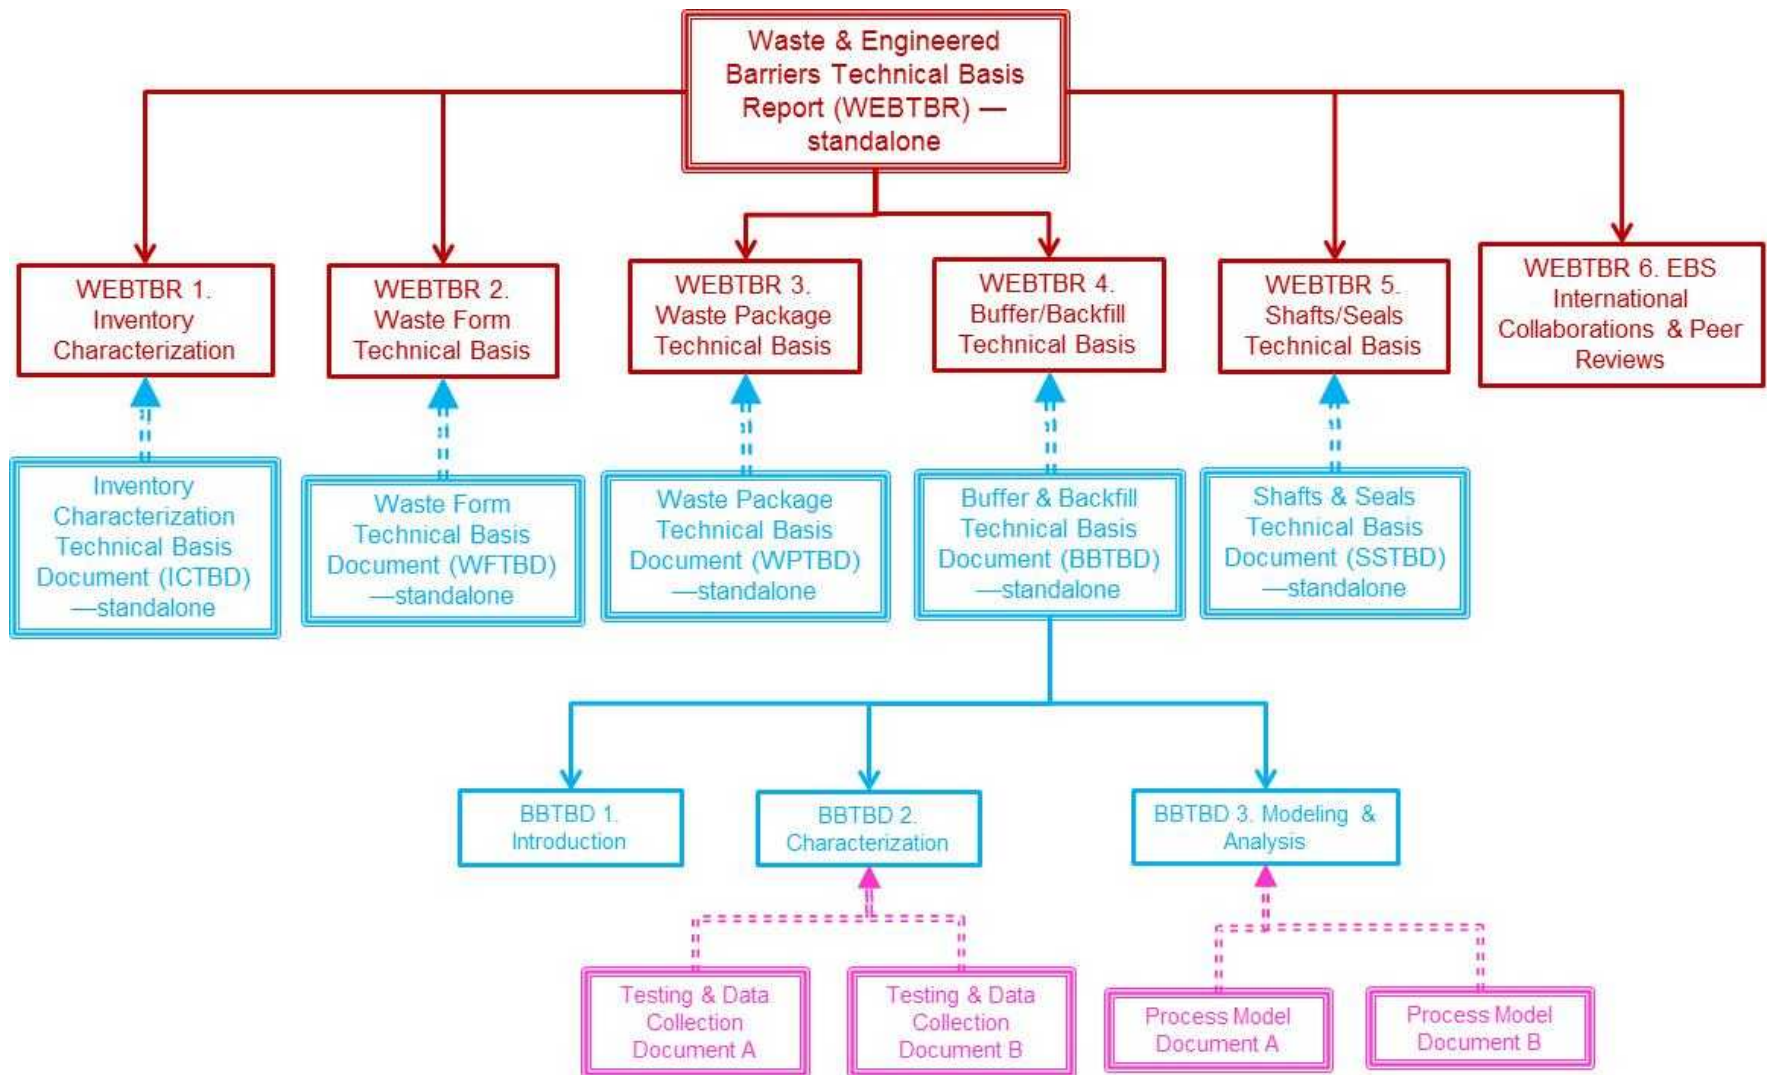 Waste & Engineered
Barriers Technical Basis
Report (WEBTBR) —
standalone
WEBTBR 1.
Inventory
Characterization
WEBTBR 2.
Waste Form
Technical Basis
WEBTBR 3.
Waste Package
Technical Basis
WEBTBR 4.
Buffer/Backfill
Technical Basis
WEBTBR 5.
Shafts/Seals
Technical Basis
WEBTBR 6. EBS
International
Collaborations & Peer
Reviews
Inventory
Characterization
Technical Basis
Document (ICTBD)
—standalone
Waste Form
Technical Basis
Document (WFTBD)
—standalone
Waste Package
Technical Basis
Document (WPTBD)
—standalone
Buffer & Backfill
Technical Basis
Document (BBTBD)
—standalone
Shafts & Seals
Technical Basis
Document (SSTBD)
—standalone
BBTBD 1.
Introduction
BBTBD 2.
Characterization
BBTBD 3. Modeling &
Analysis
Testing & Data
Collection
Document A
Testing & Data
Collection
Document B
Process Model
Document A
Process Model
Document B